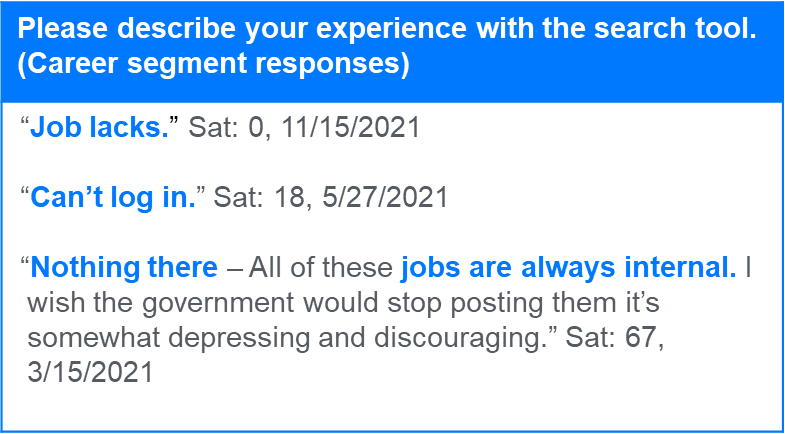 Please describe your experience with the search tool.
(Career segment responses)
“Job lacks.” Sat: 0, 11/15/2021
“Can’t log in.” Sat: 18, 5/27/2021
“Nothing there – All of these jobs are always internal. I
wish the government would stop posting them it’s
somewhat depressing and discouraging.” Sat: 67,
3/15/2021